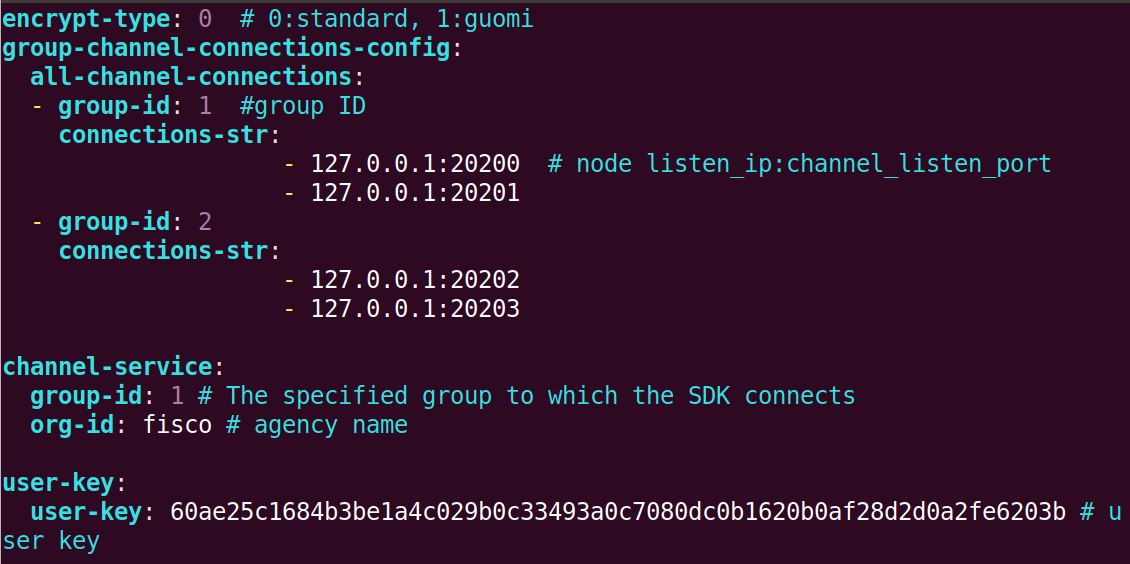 encrypt-type: 0  # 0:standard, 1:guomi
group-channel-connections-config:
  all-channel-connections:
  - group-id: 1  #group ID
    connections-str:
                    - 127.0.0.1:20200  # node listen_ip:channel_listen_port
                    - 127.0.0.1:20201
  - group-id: 2
    connections-str:
                    - 127.0.0.1:20202
                    - 127.0.0.1:20203

channel-service:
  group-id: 1 # The specified group to which the SDK connects
  org-id: fisco # agency name

user-key:
  user-key: 60ae25c1684b3be1a4c029b0c33493a0c7080dc0b1620b0af28d2d0a2fe6203b # u
ser key